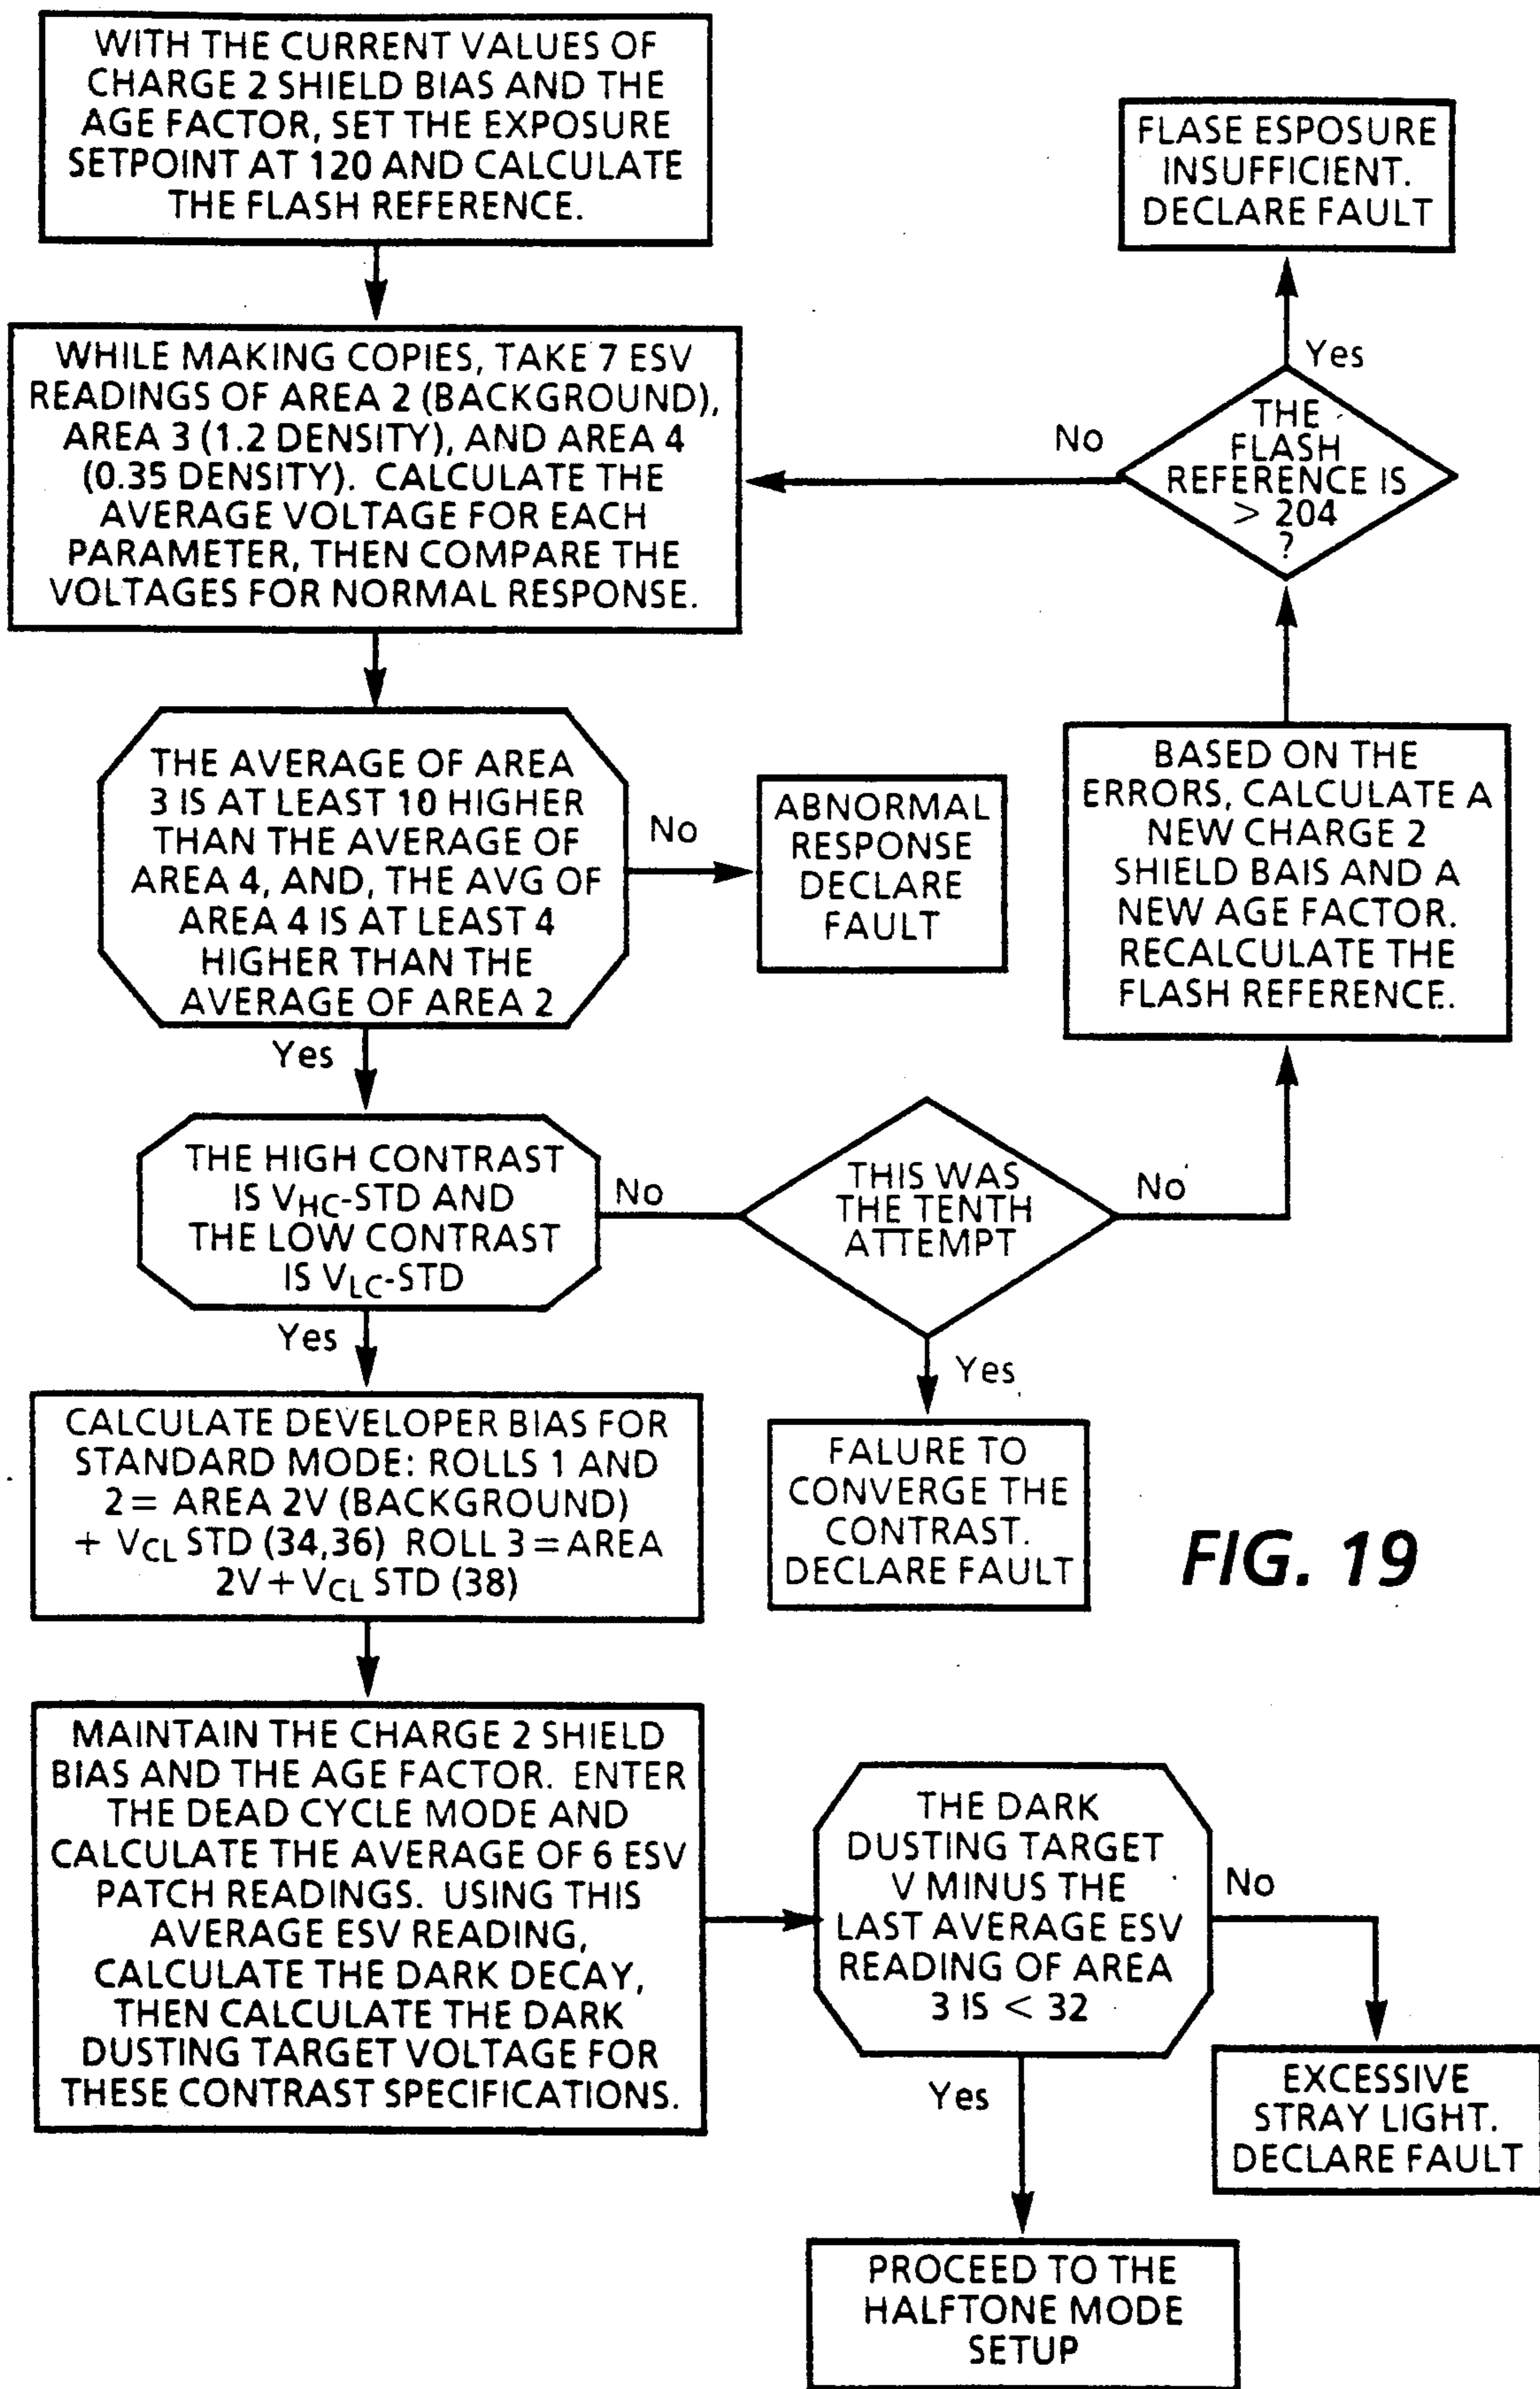 WITH THE CURRENT VALUES OF
CHARGE 2 SHIELD BIAS AND THE
AGE FACTOR, SET THE EXPOSURE
SETPOINT AT 120 AND CALCULATE
THE FLASH REFERENCE.
WHILE MAKING COPIES, TAKE 7 ESV
READINGS OF AREA 2 (BACKGROUND),
AREA 3 (1.2 DENSITY), AND AREA 4
(0.35 DENSITY). CALCULATE THE
AVERAGE VOLTAGE FOR EACH
PARAMETER, THEN COMPARE THE
VOLTAGES FOR NORMAL RESPONSE.
THE AVERAGE OF AREA
3 IS AT LEAST 10 HIGHER
THAN THE AVERAGE OF
AREA 4, AND, THE AVG OF
AREA 4 IS AT LEAST 4
HIGHER THAN THE
AVERAGE OF AREA 2
No
ABNORMAL
RESPONSE
DECLARE
FAULT
Yes
THE HIGH CONTRAST
IS VHC-STD AND
THE LOW CONTRAST
IS VLC-STD
No
THIS WAS
THE TENTH
ATTEMPT
No
BASED ON THE
ERRORS, CALCULATE A
NEW CHARGE 2
SHIELD BAIS AND A
NEW AGE FACTOR.
RECALCULATE THE
FLASH REFERENCE.
THE
FLASH
REFERENCE IS
> 204
?
No
Yes
FLASE ESPOSURE
INSUFFICIENT.
DECLARE FAULT
Yes
FALURE TO
CONVERGE THE
CONTRAST.
DECLARE FAULT
Yes
CALCULATE DEVELOPER BIAS FOR
STANDARD MODE: ROLLS 1 AND
2 = AREA 2V (BACKGROUND)
+ VCL STD (34,36) ROLL 3 = AREA
2V + VCL STD (38)
MAINTAIN THE CHARGE 2 SHIELD
BIAS AND THE AGE FACTOR. ENTER
THE DEAD CYCLE MODE AND
CALCULATE THE AVERAGE OF 6 ESV
PATCH READINGS. USING THIS
AVERAGE ESV READING,
CALCULATE THE DARK DECAY,
THEN CALCULATE THE DARK
DUSTING TARGET VOLTAGE FOR
THESE CONTRAST SPECIFICATIONS.
THE DARK
DUSTING TARGET
V MINUS THE
LAST AVERAGE ESV
READING OF AREA
3 IS < 32
No
EXCESSIVE
STRAY LIGHT.
DECLARE FAULT
Yes
PROCEED TO THE
HALFTONE MODE
SETUP
FIG. 19